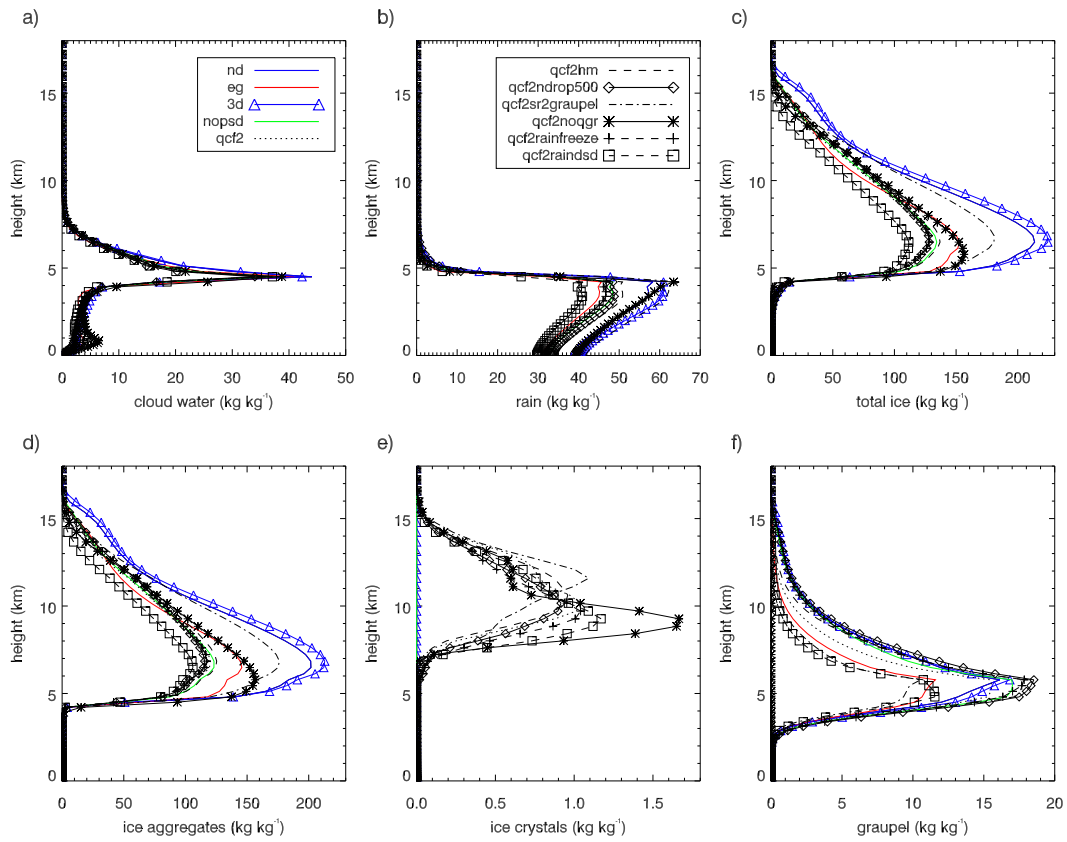 a)
15
10
5
0
height (km)
0 10 20 30 40 50
cloud water (kg kg⁻¹)
nd
eg
3d
nopsd
qcf2
b)
15
10
5
0
height (km)
0 10 20 30 40 50 60 70
rain (kg kg⁻¹)
qcf2hm
qcf2ndrop500
qcf2sr2graupel
qcf2noqgr
qcf2rainfreeze
qcf2raindsd
c)
15
10
5
0
height (km)
0 50 100 150 200
total ice (kg kg⁻¹)
d)
15
10
5
0
height (km)
0 50 100 150 200
ice aggregates (kg kg⁻¹)
e)
15
10
5
0
height (km)
0.0 0.5 1.0 1.5
ice crystals (kg kg⁻¹)
f)
15
10
5
0
height (km)
0 5 10 15 20
graupel (kg kg⁻¹)